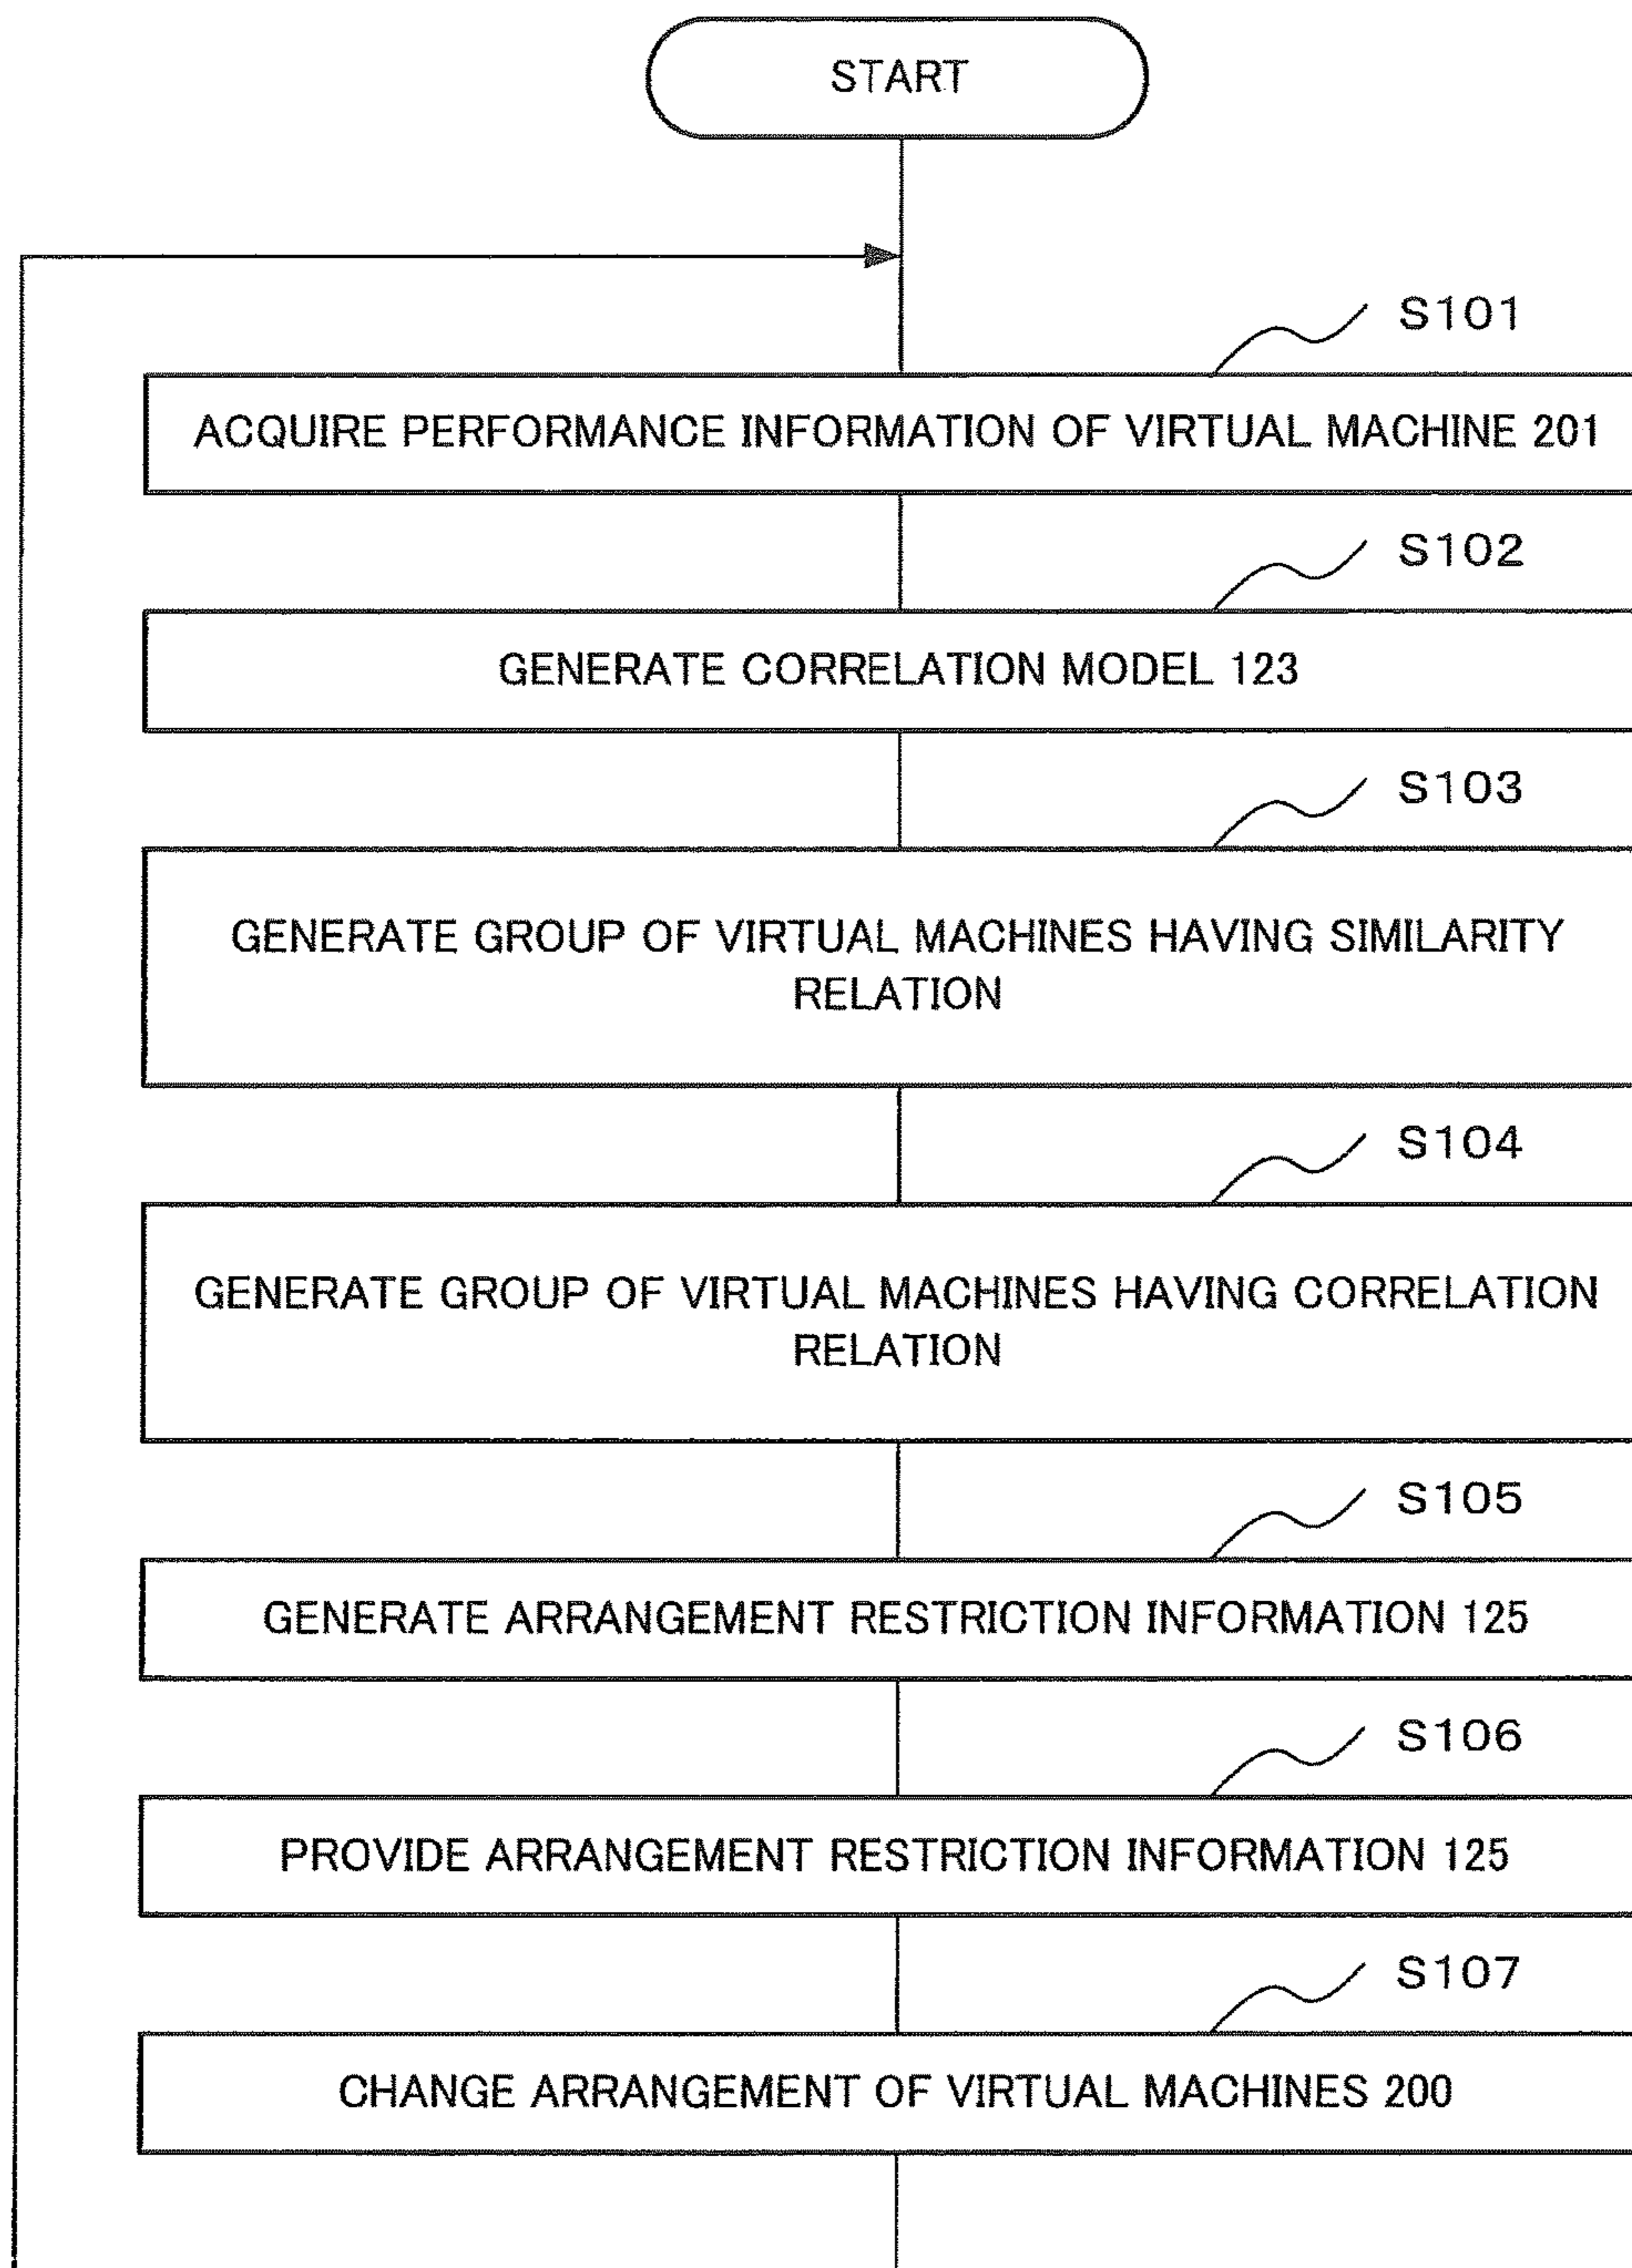 START
S101
ACQUIRE PERFORMANCE INFORMATION OF VIRTUAL MACHINE 201
S102
GENERATE CORRELATION MODEL 123
S103
GENERATE GROUP OF VIRTUAL MACHINES HAVING SIMILARITY
RELATION
S104
GENERATE GROUP OF VIRTUAL MACHINES HAVING CORRELATION
RELATION
S105
GENERATE ARRANGEMENT RESTRICTION INFORMATION 125
S106
PROVIDE ARRANGEMENT RESTRICTION INFORMATION 125
S107
CHANGE ARRANGEMENT OF VIRTUAL MACHINES 200